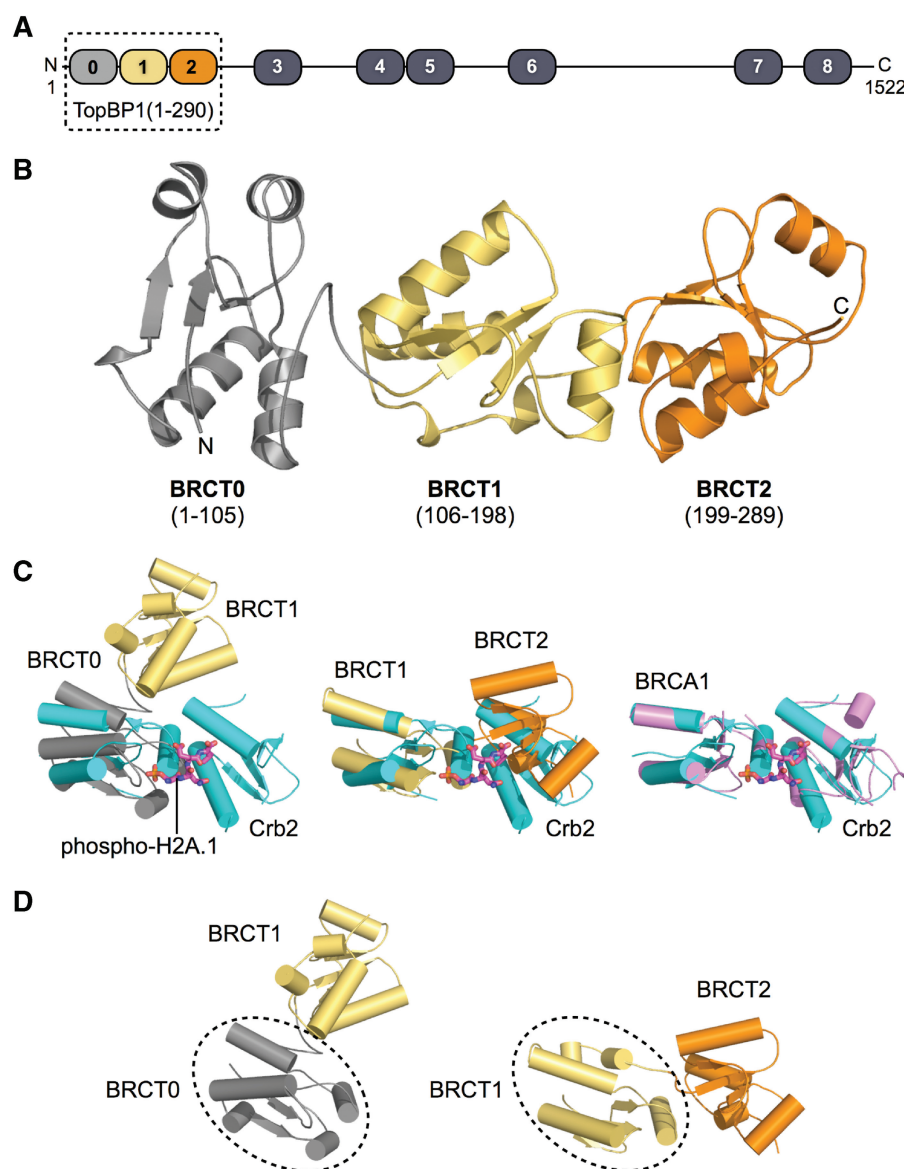 A
N 0 1 2 3 4 5 6 7 8 C
1 1522
TopBP1(1-290)
B
N
C
BRCT0 BRCT1 BRCT2
(1-105) (106-198) (199-289)
C
BRCT1
BRCT0
phospho-H2A.1
Crb2
BRCT1
BRCT2
Crb2
BRCA1
Crb2
D
BRCT1
BRCT0
BRCT2
BRCT1